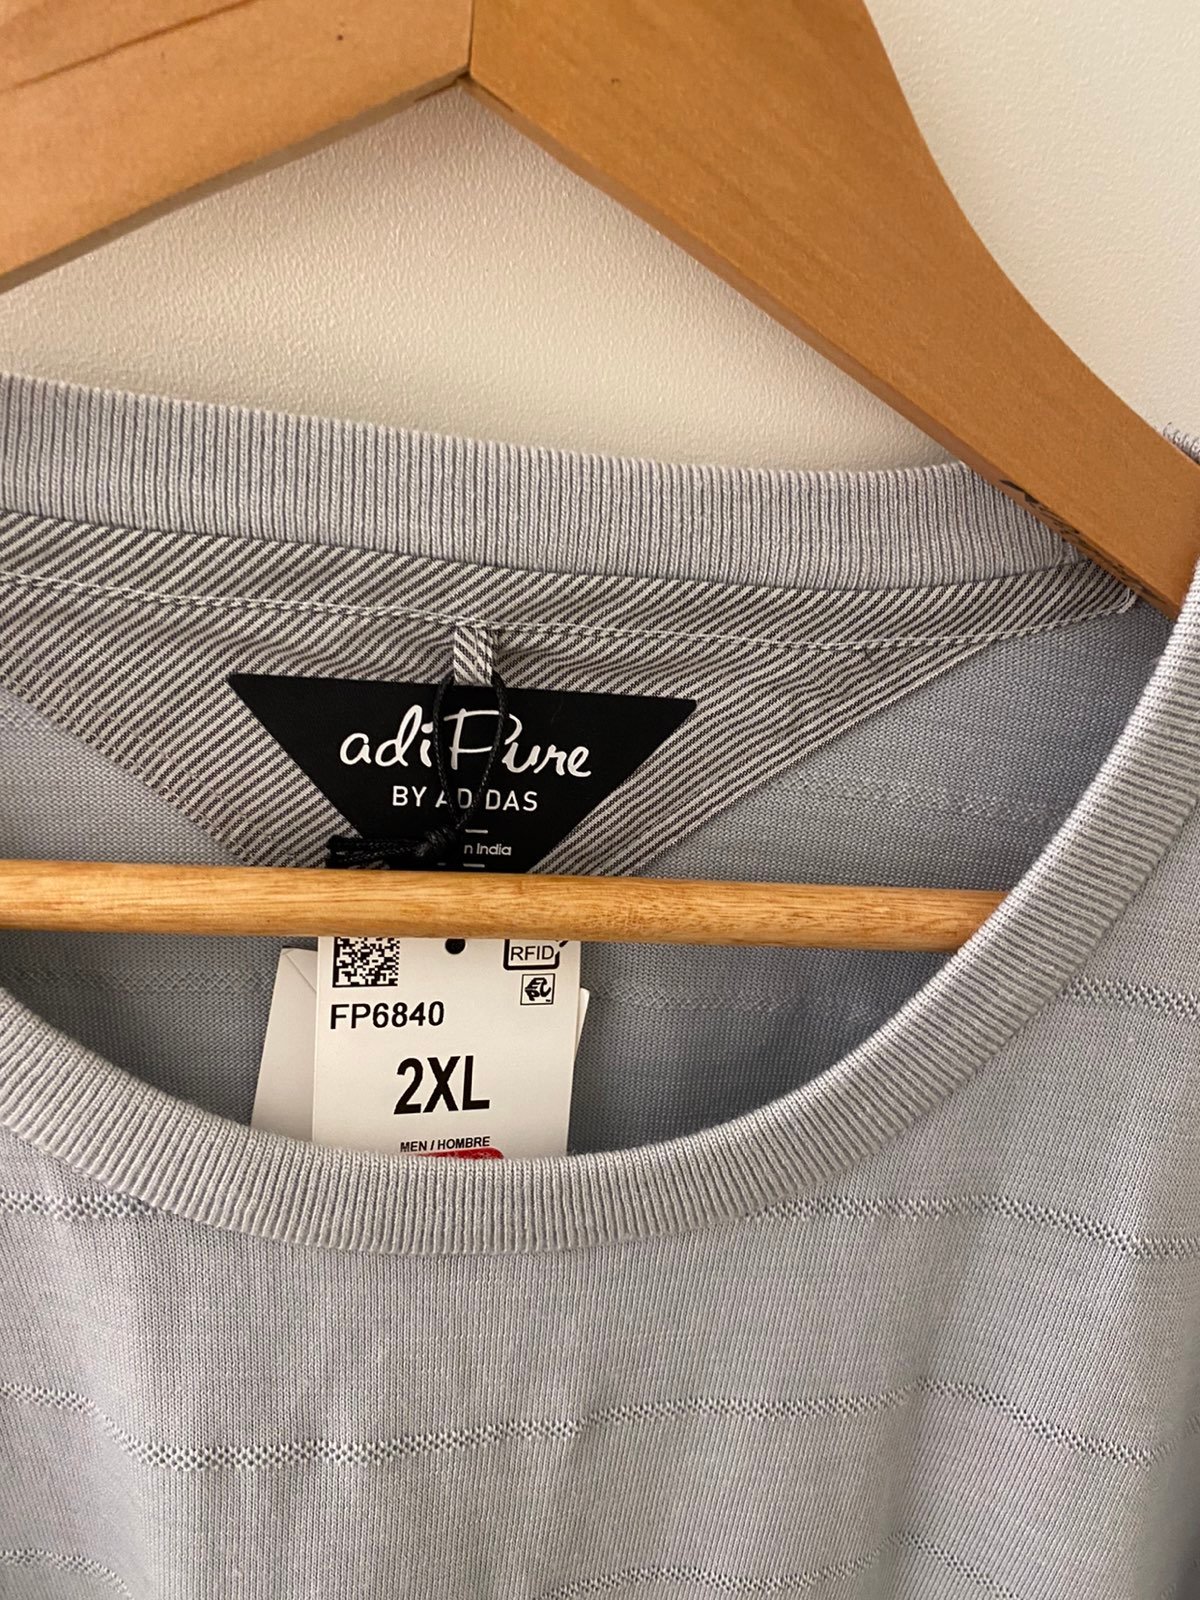 adiPure
BY ADIDAS
n India
RFID
FP6840
2XL
MEN / HOMBRE